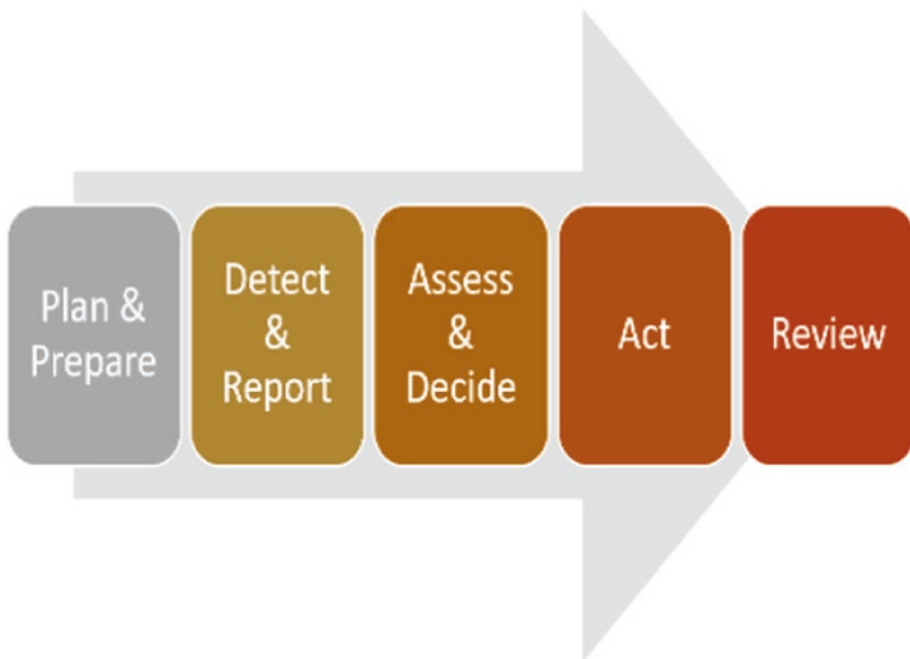 Plan &
Prepare
Detect
&
Report
Assess
&
Decide
Act
Review